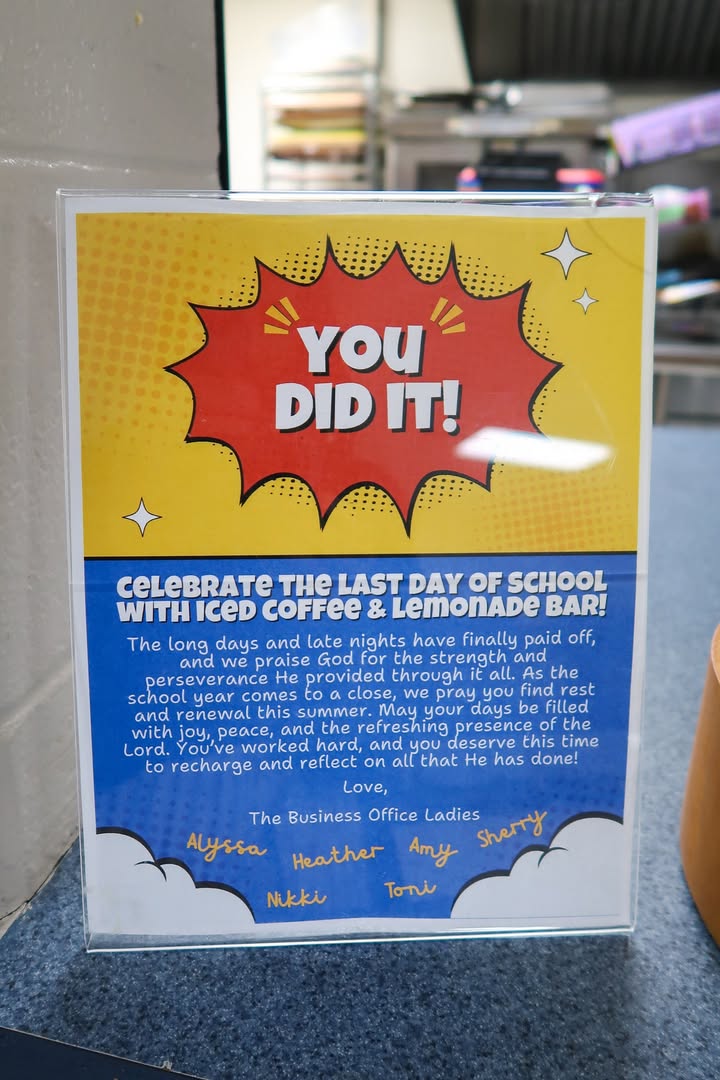 YOU
DID IT!
CELEBRATE THE LAST DAY OF SCHOOL
WITH ICED COFFEE & LEMONADE BAR!
The long days and late nights have finally paid off,
and we praise God for the strength and
perseverance He provided through it all. As the
school year comes to a close, we pray you find rest
and renewal this summer. May your days be filled
with joy, peace, and the refreshing presence of the
Lord. You've worked hard, and you deserve this time
to recharge and reflect on all that He has done!
Love,
The Business Office Ladies
Alyssa Heather Amy Sherry
Nikki Toni